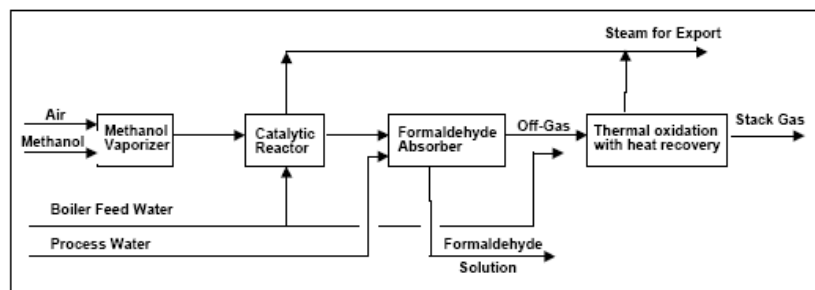 Steam for Export
Air
Methanol
Methanol
Vaporizer
Catalytic
Reactor
Formaldehyde
Absorber
Off-Gas
Thermal oxidation
with heat recovery
Stack Gas
Boiler Feed Water
Process Water
Formaldehyde
Solution